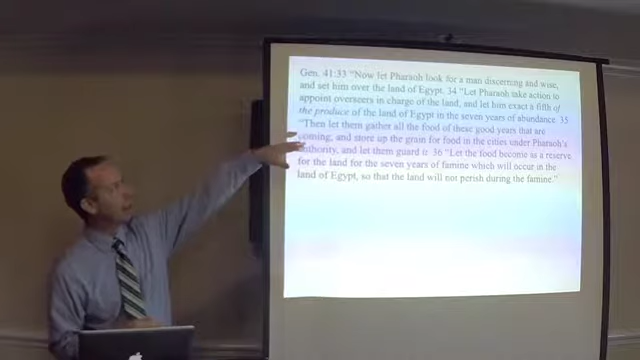 Gen. 41:33 “Now let Pharaoh look for a man discerning and wise,
and set him over the land of Egypt. 34 “Let Pharaoh take action to
appoint overseers in charge of the land, and let him exact a fifth of
the produce of the land of Egypt in the seven years of abundance. 35
“Then let them gather all the food of these good years that are
coming, and store up the grain for food in the cities under Pharaoh’s
authority, and let them guard it. 36 “Let the food become as a reserve
for the land for the seven years of famine which will occur in the
land of Egypt, so that the land will not perish during the famine.”